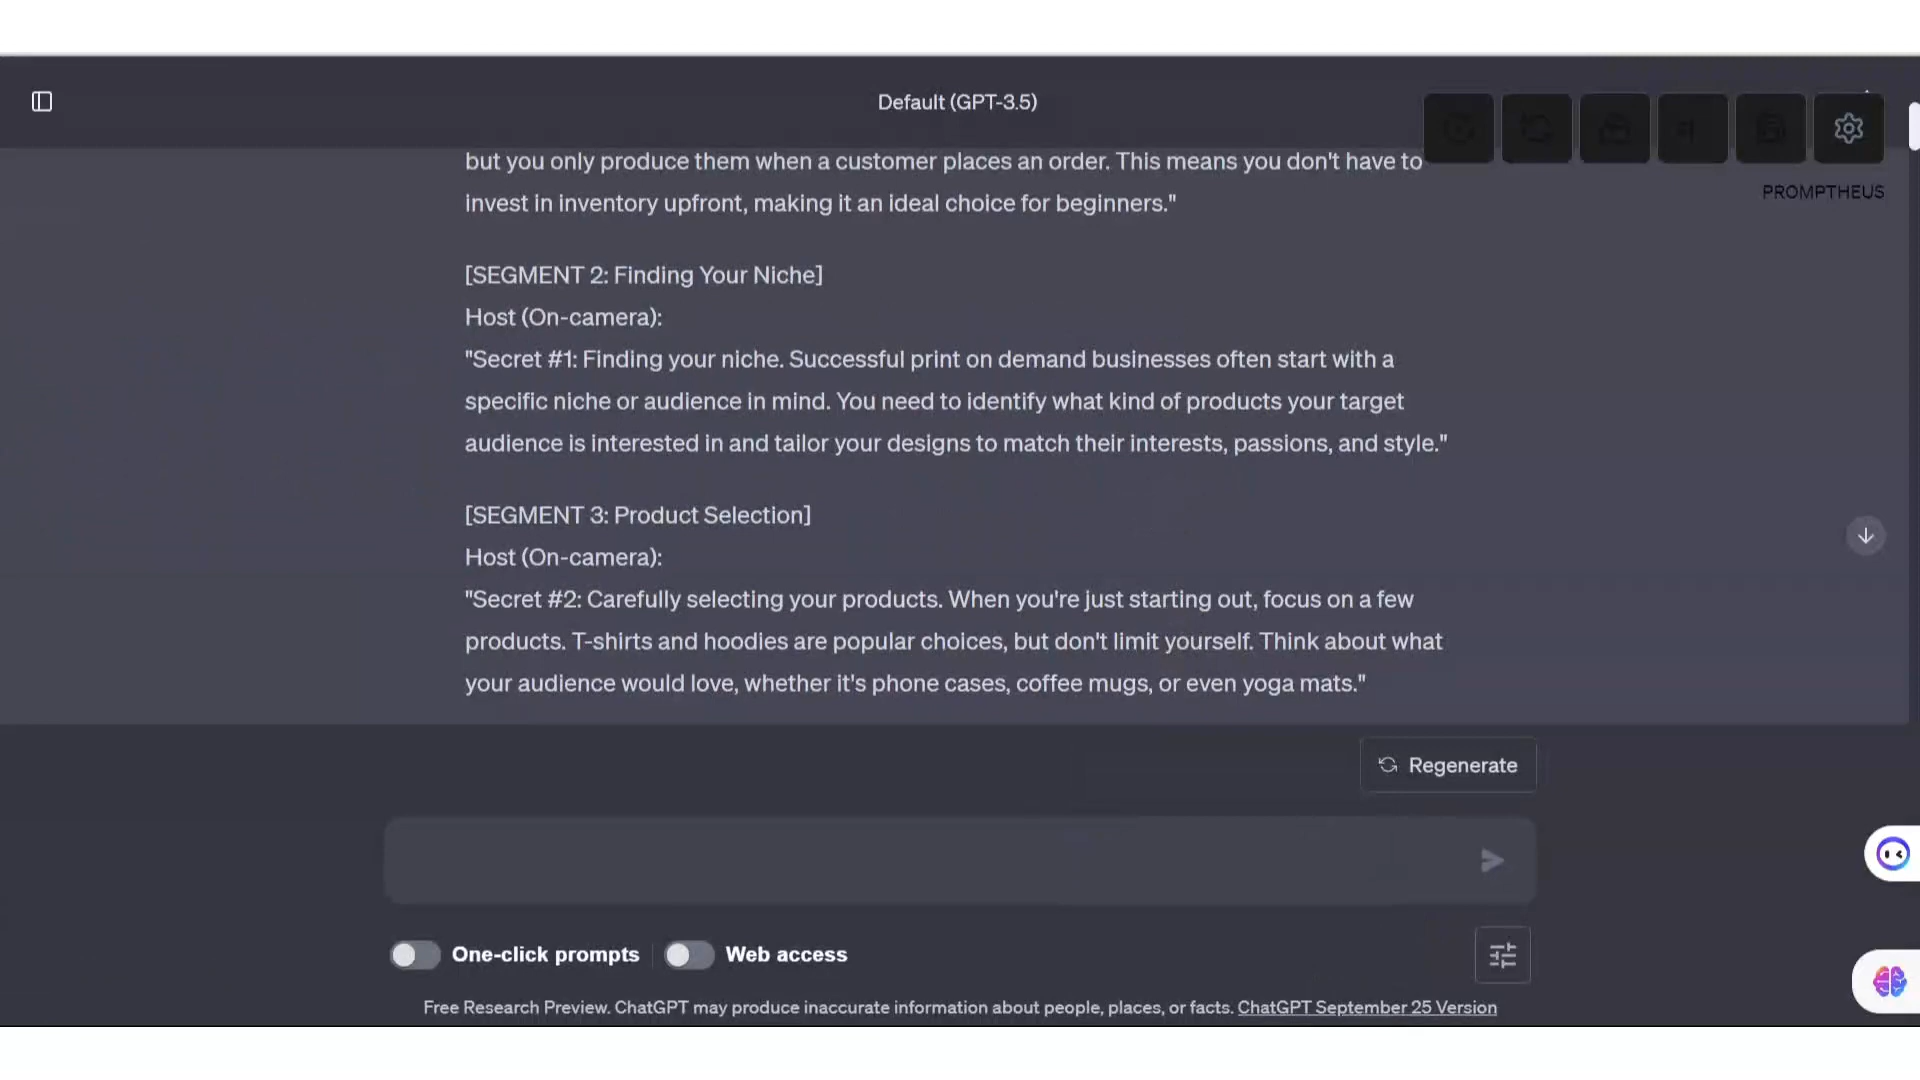 Default (GPT-3.5)
but you only produce them when a customer places an order. This means you don't have to
invest in inventory upfront, making it an ideal choice for beginners."
PROMPTHEUS
[SEGMENT 2: Finding Your Niche]
Host (On-camera):
"Secret #1: Finding your niche. Successful print on demand businesses often start with a
specific niche or audience in mind. You need to identify what kind of products your target
audience is interested in and tailor your designs to match their interests, passions, and style."
[SEGMENT 3: Product Selection]
Host (On-camera):
"Secret #2: Carefully selecting your products. When you're just starting out, focus on a few
products. T-shirts and hoodies are popular choices, but don't limit yourself. Think about what
your audience would love, whether it's phone cases, coffee mugs, or even yoga mats."
Regenerate
One-click prompts
Web access
Free Research Preview. ChatGPT may produce inaccurate information about people, places, or facts. ChatGPT September 25 Version